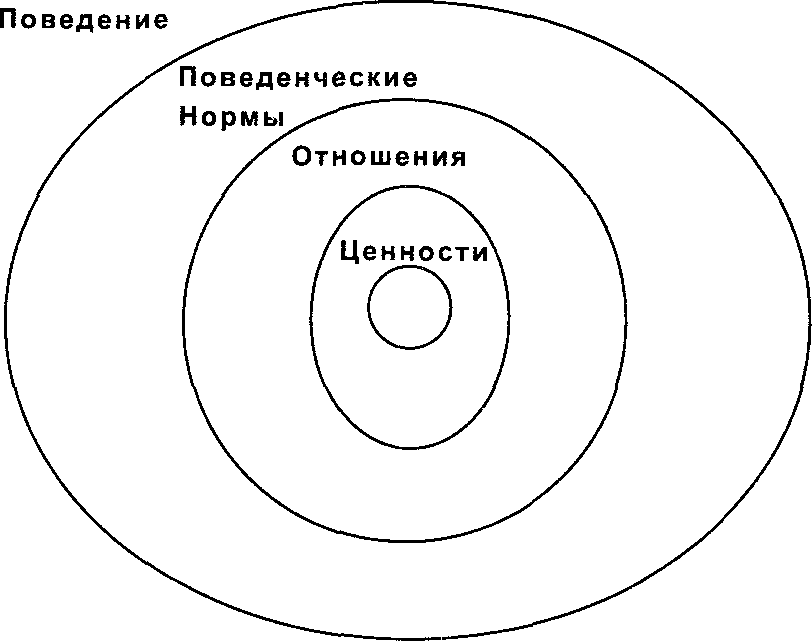 Поведение
Поведенческие
Нормы
Отношения
Ценности